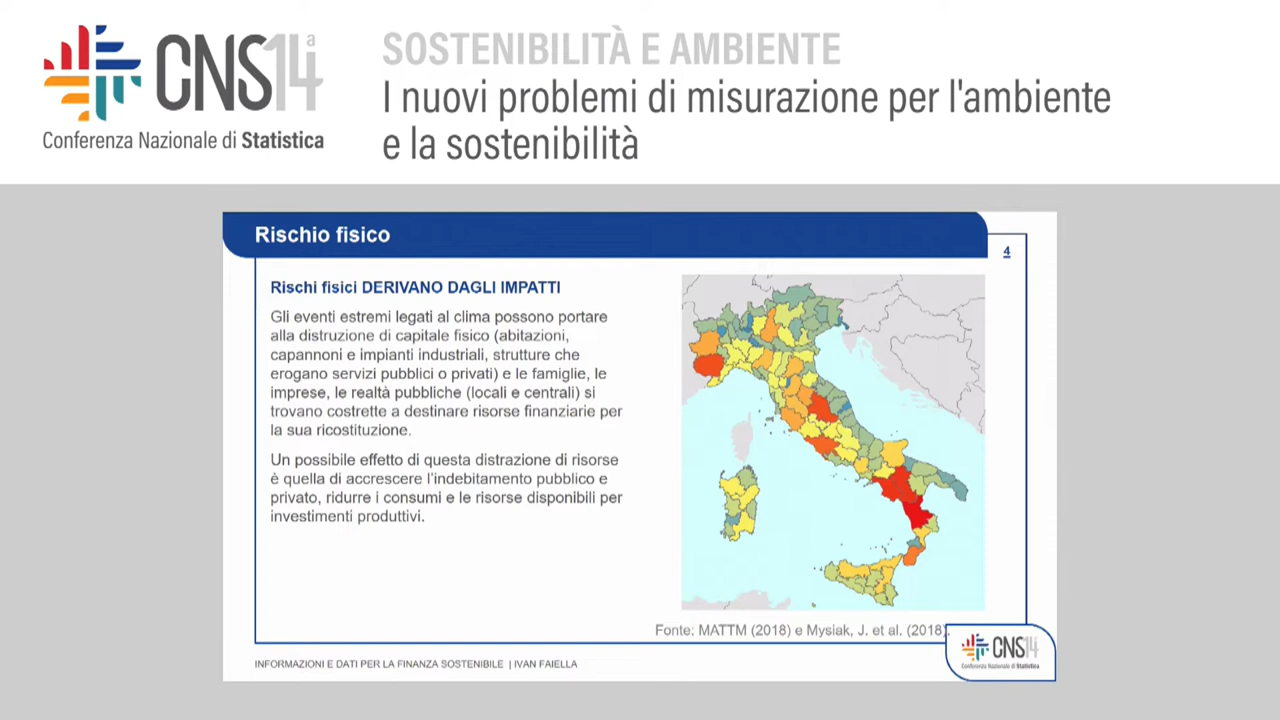 CNS14ª
Conferenza Nazionale di Statistica
SOSTENIBILITÀ E AMBIENTE
I nuovi problemi di misurazione per l'ambiente
e la sostenibilità
Rischio fisico
4
Rischi fisici DERIVANO DAGLI IMPATTI
Gli eventi estremi legati al clima possono portare
alla distruzione di capitale fisico (abitazioni,
capannoni e impianti industriali, strutture che
erogano servizi pubblici o privati) e le famiglie, le
imprese, le realtà pubbliche (locali e centrali) si
trovano costrette a destinare risorse finanziarie per
la sua ricostituzione.
Un possibile effetto di questa distrazione di risorse
è quella di accrescere l'indebitamento pubblico e
privato, ridurre i consumi e le risorse disponibili per
investimenti produttivi.
Fonte: MATTM (2018) e Mysiak, J. et al. (2018).
INFORMAZIONI E DATI PER LA FINANZA SOSTENIBILE | IVAN FAIELLA
CNS14ª
Conferenza Nazionale di Statistica